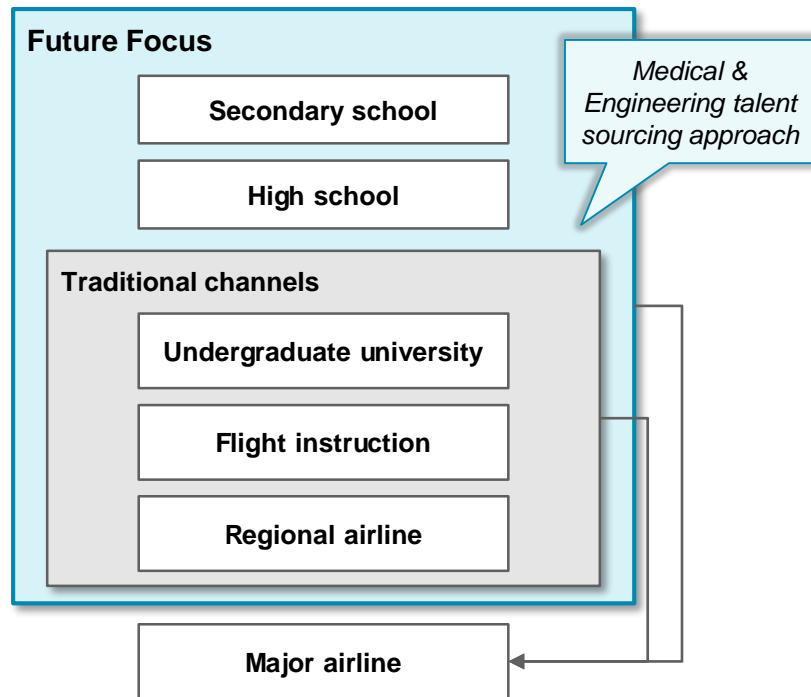 Future Focus
Medical &
Engineering talent
sourcing approach
Secondary school
High school
Traditional channels
Undergraduate university
Flight instruction
Regional airline
Major airline